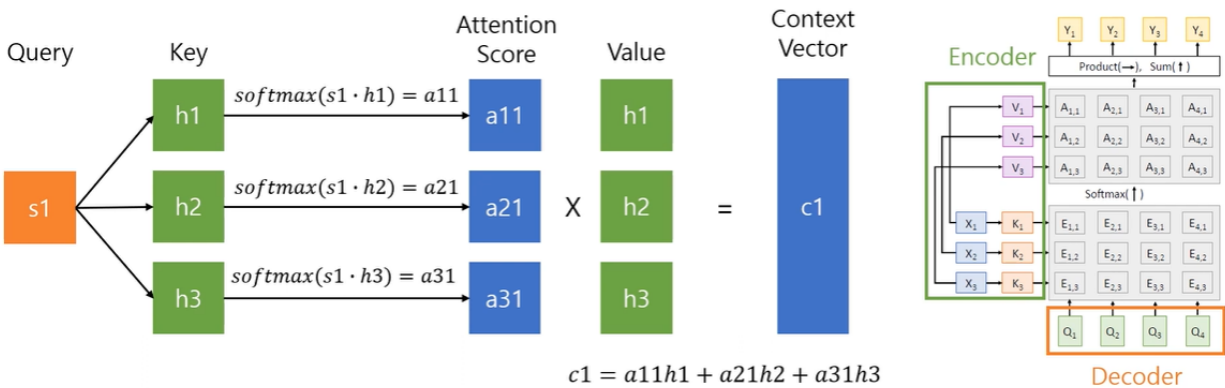 Query
Key
Attention
Score
Value
Context
Vector
s1
h1
softmax(s1 · h1) = a11
a11
h1
h2
softmax(s1 · h2) = a21
a21
X
h2
=
c1
h3
softmax(s1 · h3) = a31
a31
h3
c1 = a11h1 + a21h2 + a31h3
Encoder
Y1 Y2 Y3 Y4
Product(→), Sum(↑)
V1 A1,1 A2,1 A3,1 A4,1
V2 A1,2 A2,2 A3,2 A4,2
V3 A1,3 A2,3 A3,3 A4,3
Softmax(↑)
X1 K1 E1,1 E2,1 E3,1 E4,1
X2 K2 E1,2 E2,2 E3,2 E4,2
X3 K3 E1,3 E2,3 E3,3 E4,3
Q1 Q2 Q3 Q4
Decoder